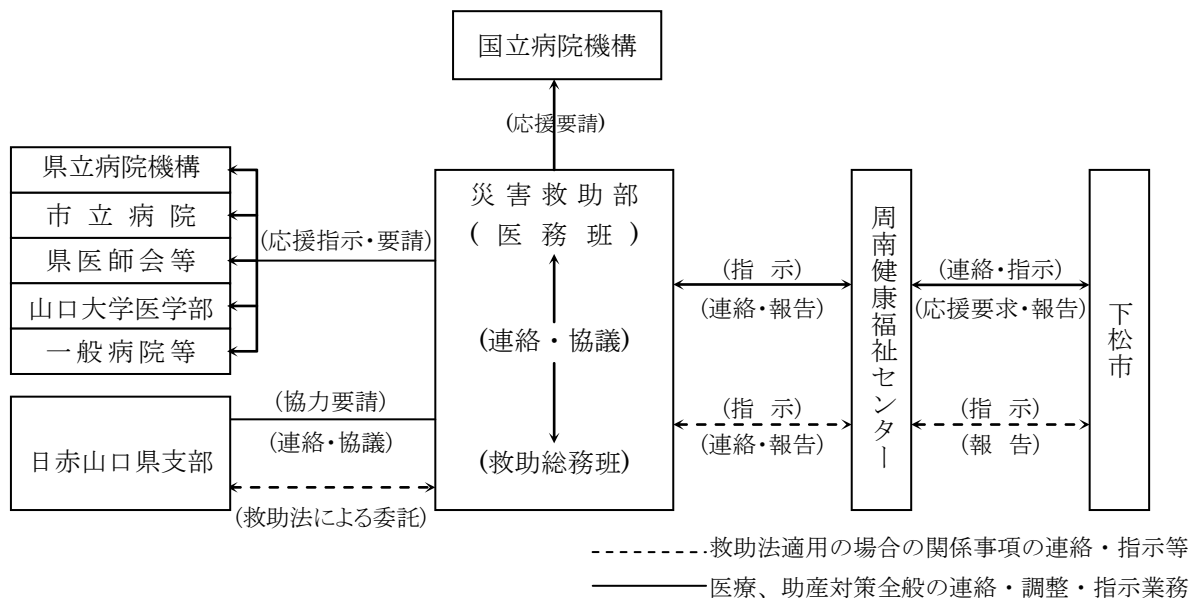 国立病院機構
(応援要請)
県立病院機構
市立病院
県医師会等
山口大学医学部
一般病院等
(応援指示・要請)
災害救助部
(医務班)
(連絡・協議)
(救助総務班)
(協力要請)
(連絡・協議)
日赤山口県支部
(救助法による委託)
(指示)
(連絡・報告)
(指示)
(連絡・報告)
周南健康福祉センター
(連絡・指示)
(応援要求・報告)
(指示)
(報告)
下松市
救助法適用の場合の関係事項の連絡・指示等
医療、助産対策全般の連絡・調整・指示業務